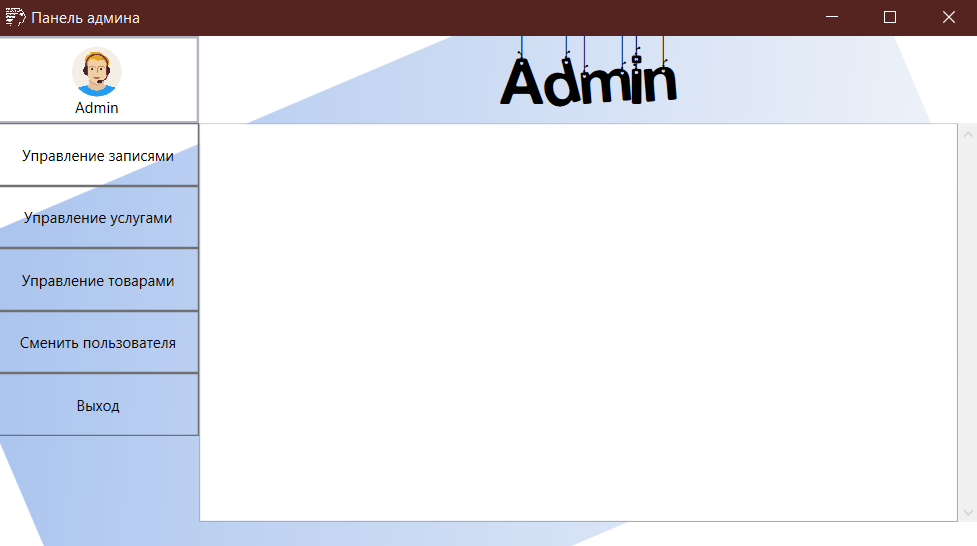 Панель админа
Admin
Admin
Управление записями
Управление услугами
Управление товарами
Сменить пользователя
Выход